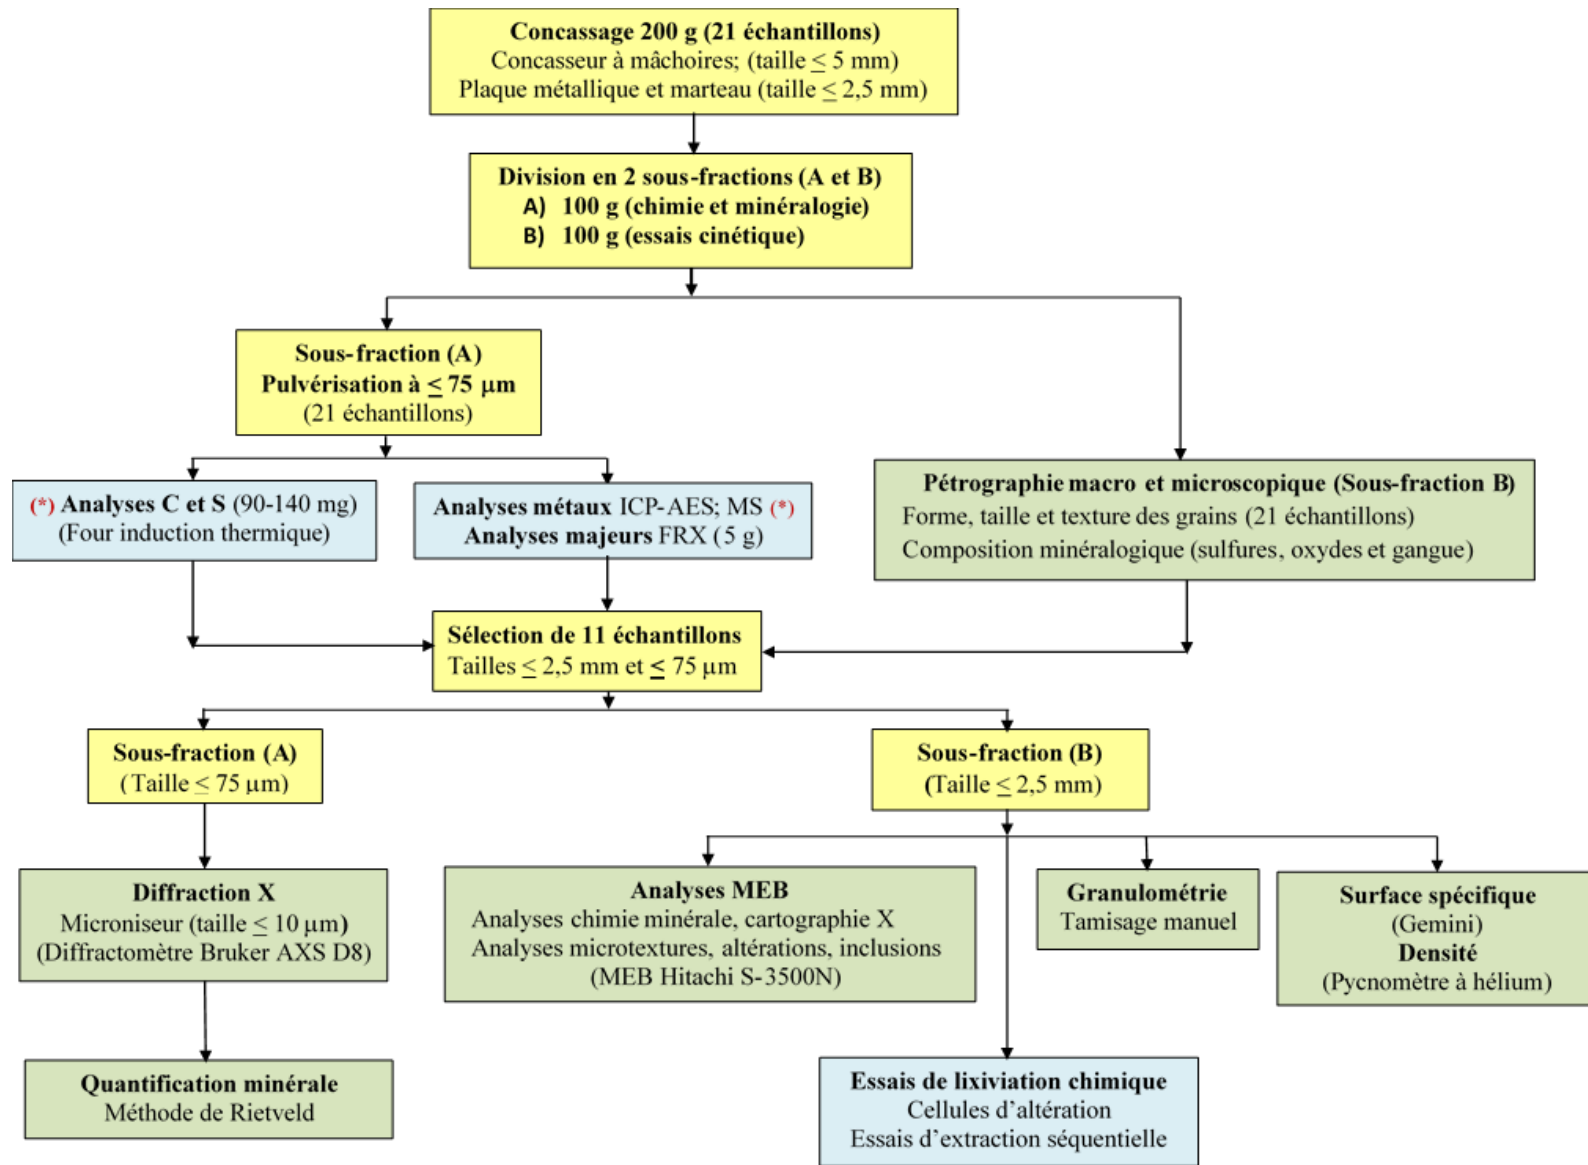 Concassage 200 g (21 échantillons)
Concasseur à mâchoires; (taille ≤ 5 mm)
Plaque métallique et marteau (taille ≤ 2,5 mm)
Division en 2 sous-fractions (A et B)
A) 100 g (chimie et minéralogie)
B) 100 g (essais cinétique)
Sous-fraction (A)
Pulvérisation à ≤ 75 μm
(21 échantillons)
(*) Analyses C et S (90-140 mg)
(Four induction thermique)
Analyses métaux ICP-AES; MS (*)
Analyses majeurs FRX (5 g)
Pétrographie macro et microscopique (Sous-fraction B)
Forme, taille et texture des grains (21 échantillons)
Composition minéralogique (sulfures, oxydes et gangue)
Sélection de 11 échantillons
Tailles ≤ 2,5 mm et ≤ 75 μm
Sous-fraction (A)
(Taille ≤ 75 μm)
Sous-fraction (B)
(Taille ≤ 2,5 mm)
Diffraction X
Microniseur (taille ≤ 10 μm)
(Diffractomètre Bruker AXS D8)
Analyses MEB
Analyses chimie minérale, cartographie X
Analyses microtextures, altérations, inclusions
(MEB Hitachi S-3500N)
Granulométrie
Tamisage manuel
Surface spécifique
(Gemini)
Densité
(Pycnomètre à hélium)
Quantification minérale
Méthode de Rietveld
Essais de lixiviation chimique
Cellules d'altération
Essais d'extraction séquentielle